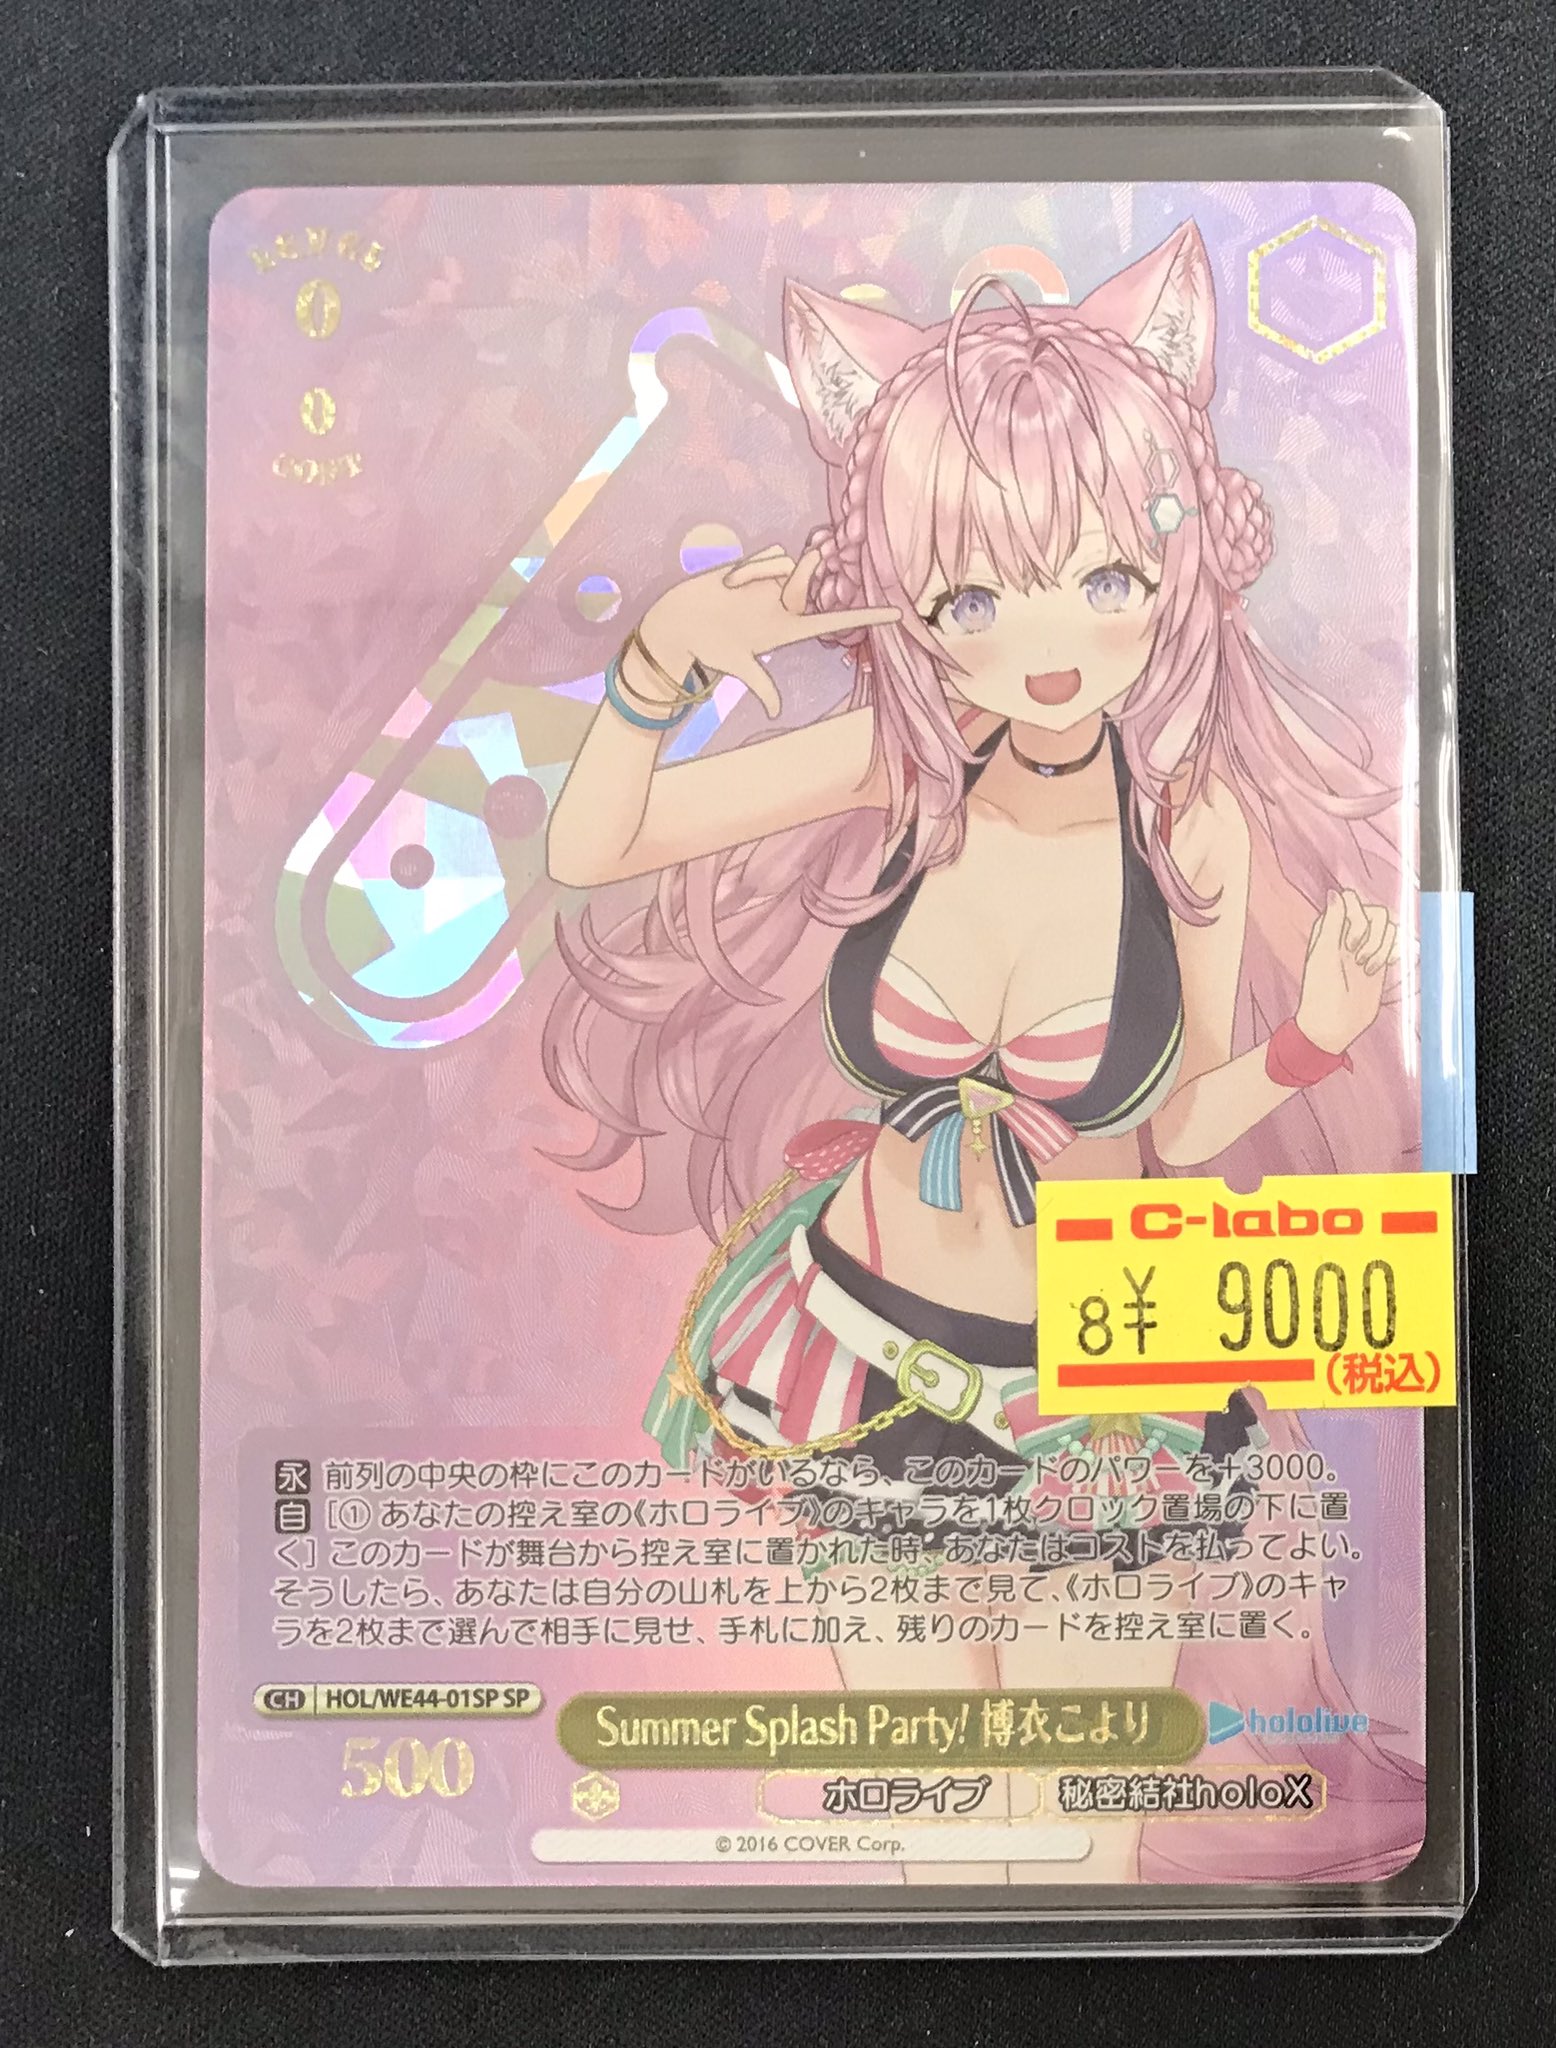 LEVEL
0
0
COST
C-labo
8¥ 9000
(税込)
永 前列の中央の枠にこのカードがいるなら、このカードのパワーを+3000。
自 [① あなたの控え室の《ホロライブ》のキャラを1枚クロック置場の下に置
く] このカードが舞台から控え室に置かれた時、あなたはコストを払ってよい。
そうしたら、あなたは自分の山札を上から2枚まで見て、《ホロライブ》のキャ
ラを2枚まで選んで相手に見せ、手札に加え、残りのカードを控え室に置く。
CH HOL/WE44-01SP SP
500
Summer Splash Party! 博衣こより
hololive
ホロライブ 秘密結社holoX
© 2016 COVER Corp.